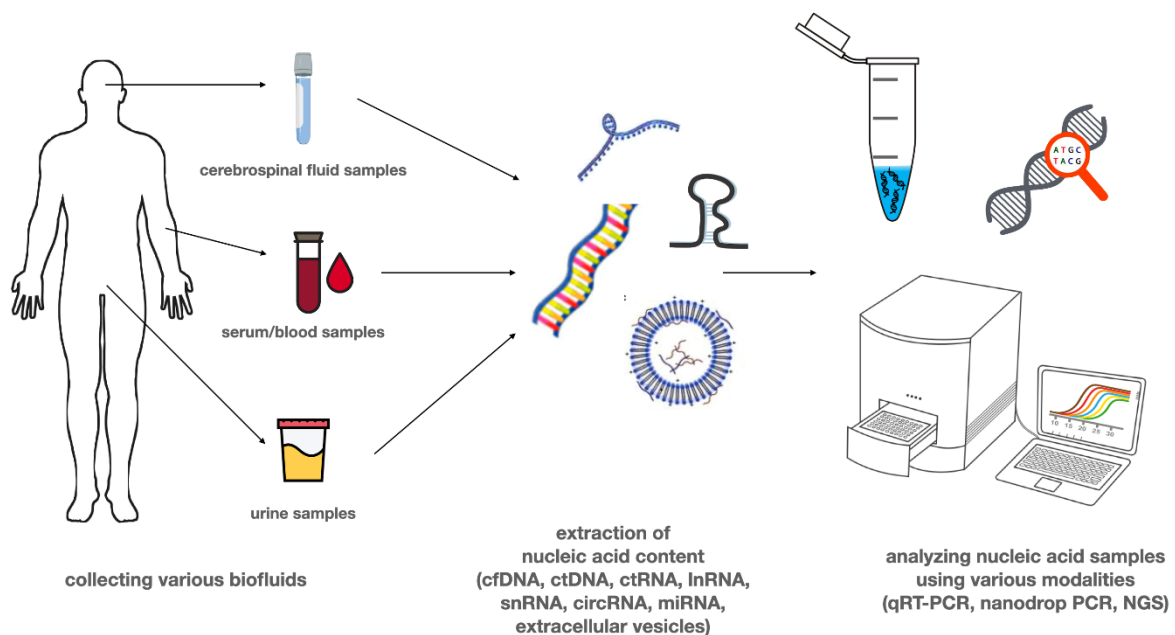 cerebrospinal fluid samples
serum/blood samples
urine samples
collecting various biofluids
extraction of
nucleic acid content
(cfDNA, ctDNA, ctRNA, lnRNA,
snRNA, circRNA, miRNA,
extracellular vesicles)
ATGC
TACG
10 15 20 25 30
analyzing nucleic acid samples
using various modalities
(qRT-PCR, nanodrop PCR, NGS)